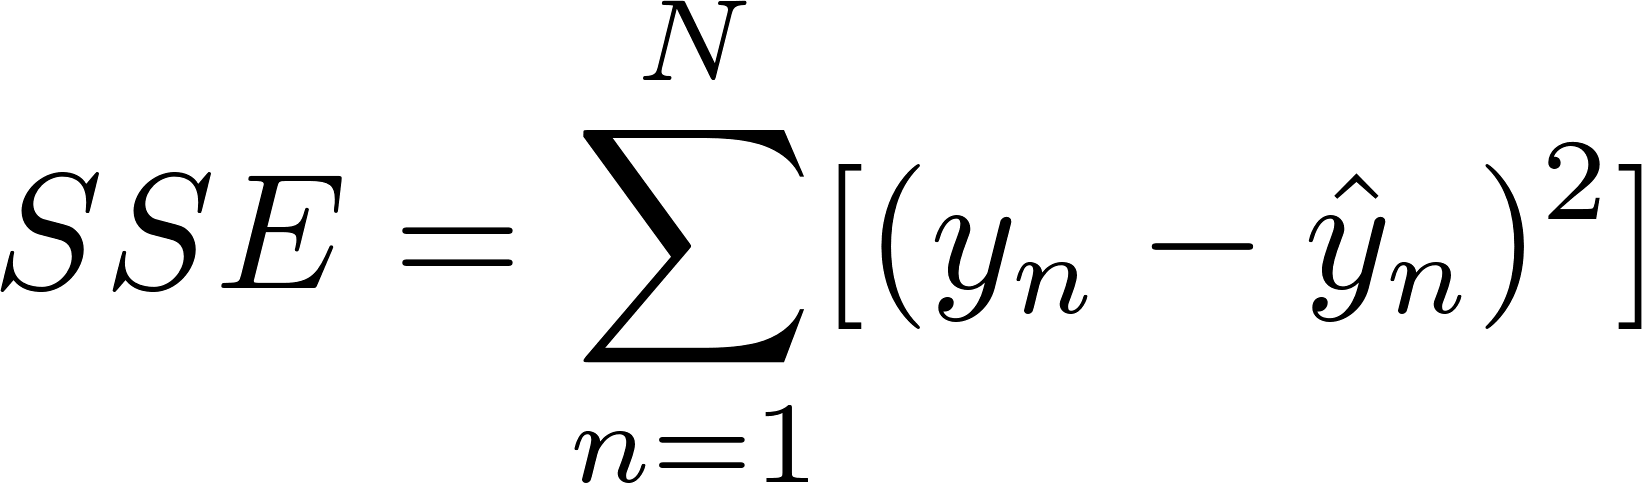 $SSE = \sum_{n=1}^{N} [(y_n - \hat{y}_n)^2]$